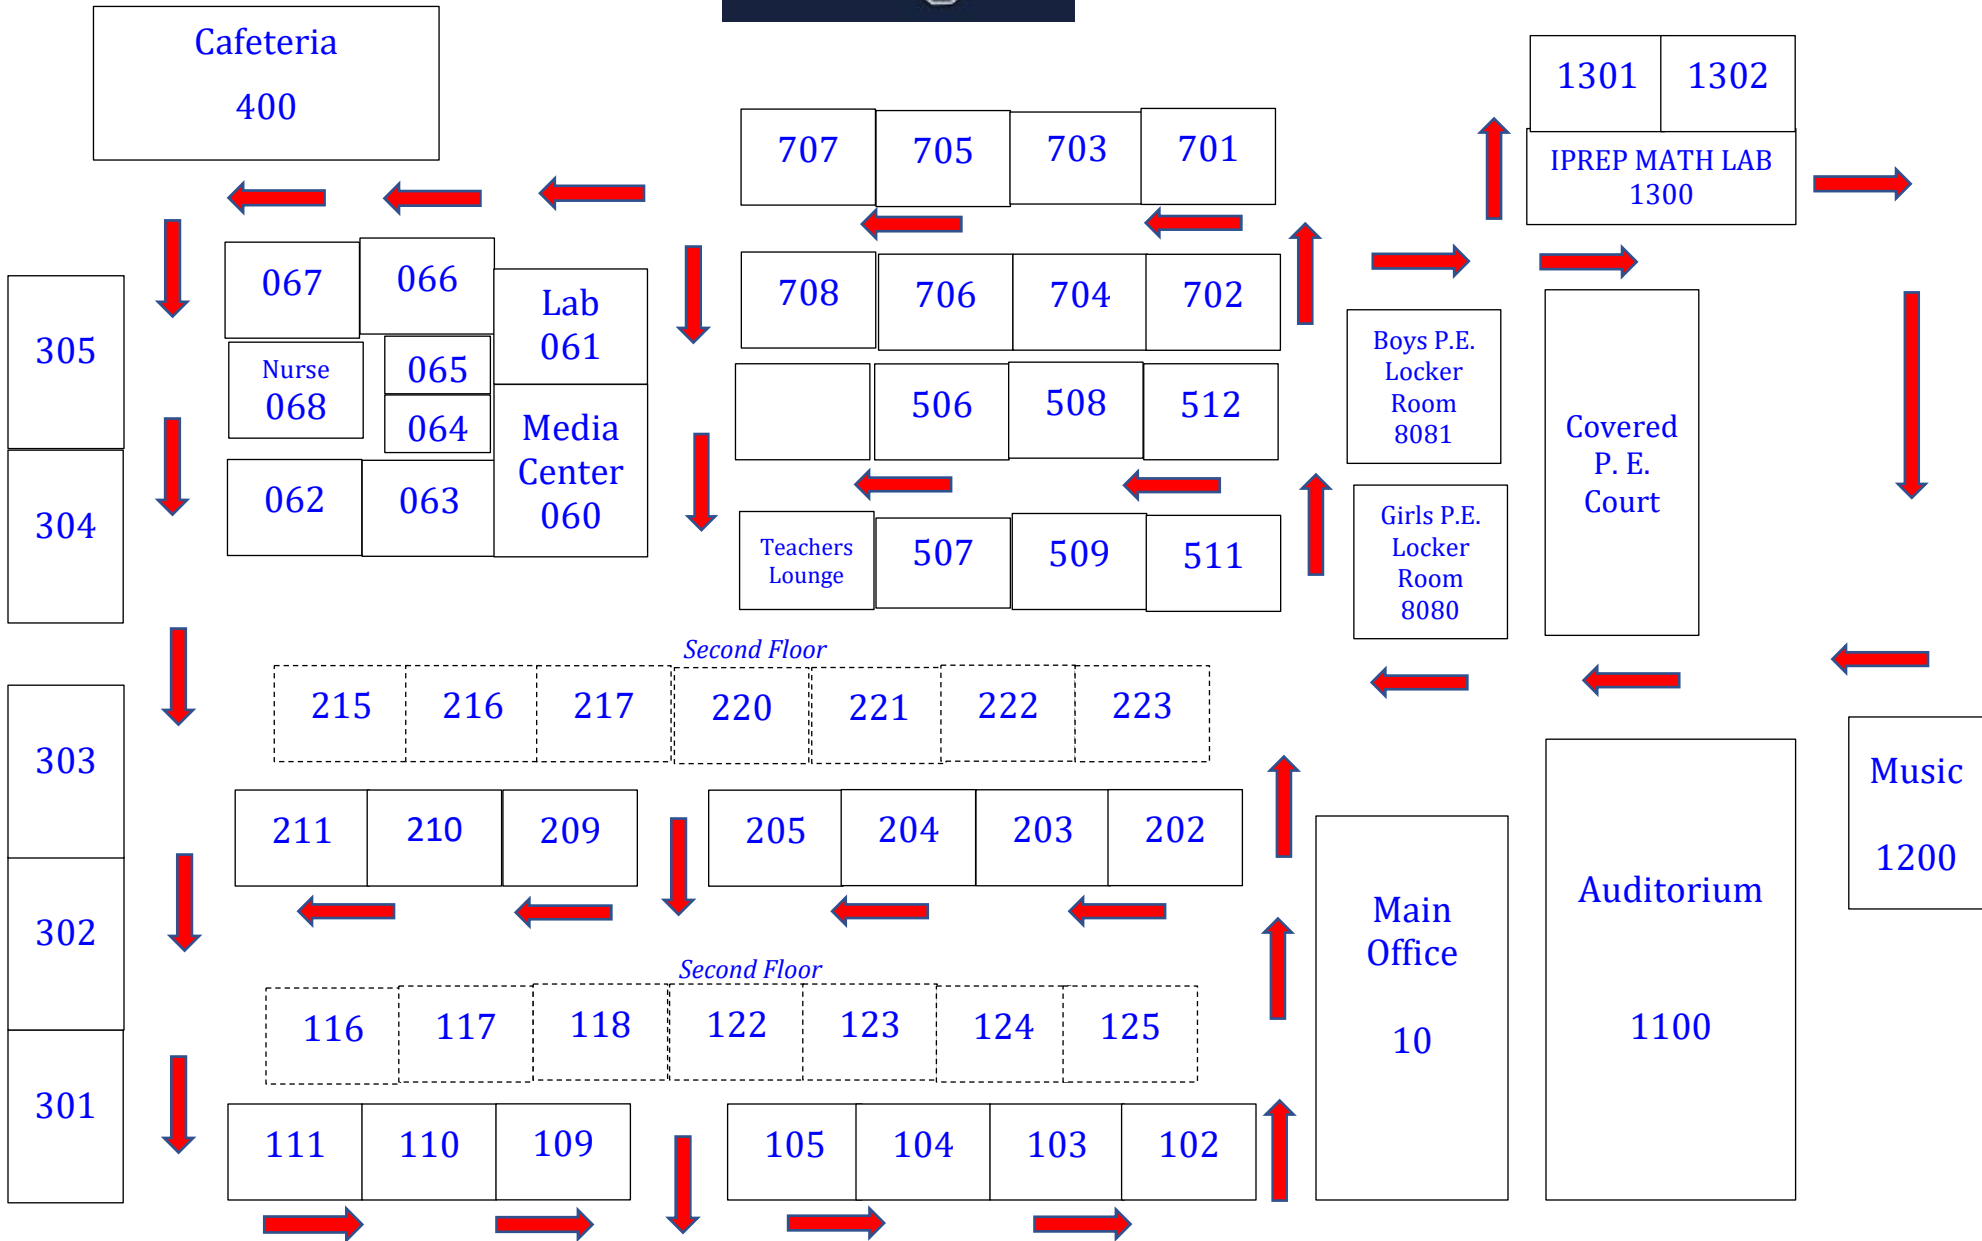 Cafeteria
400
1301 1302
IPREP MATH LAB
1300
707 705 703 701
067 066
Lab
061
708 706 704 702
305
Nurse
068
065
064
Media
Center
060
506 508 512
Boys P.E.
Locker
Room
8081
Covered
P. E.
Court
304
062 063
Teachers
Lounge
507 509 511
Girls P.E.
Locker
Room
8080
Second Floor
215 216 217 220 221 222 223
303
211 210 209 205 204 203 202
Music
1200
302
Main
Office
10
Auditorium
1100
Second Floor
116 117 118 122 123 124 125
301
111 110 109 105 104 103 102